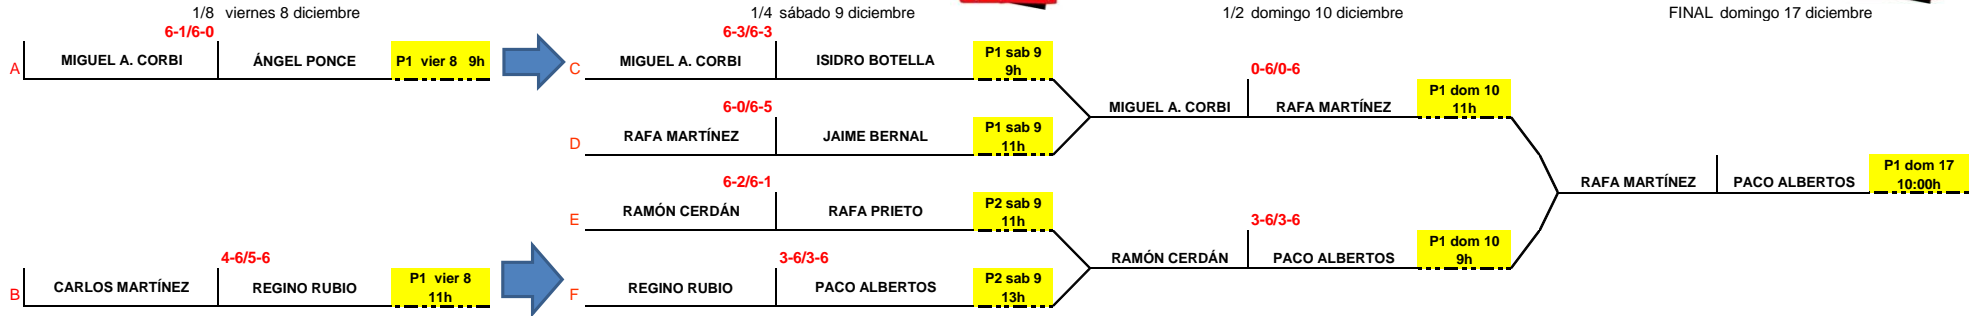 1/8 viernes 8 diciembre
1/4 sábado 9 diciembre
1/2 domingo 10 diciembre
FINAL domingo 17 diciembre
6-1/6-0
A
MIGUEL A. CORBI
ÁNGEL PONCE
P1 vier 8 9h
6-3/6-3
C
MIGUEL A. CORBI
ISIDRO BOTELLA
P1 sab 9
9h
6-0/6-5
D
RAFA MARTÍNEZ
JAIME BERNAL
P1 sab 9
11h
0-6/0-6
MIGUEL A. CORBI
RAFA MARTÍNEZ
P1 dom 10
11h
6-2/6-1
E
RAMÓN CERDÁN
RAFA PRIETO
P2 sab 9
11h
RAFA MARTÍNEZ
PACO ALBERTOS
P1 dom 17
10:00h
4-6/5-6
B
CARLOS MARTÍNEZ
REGINO RUBIO
P1 vier 8
11h
3-6/3-6
F
REGINO RUBIO
PACO ALBERTOS
P2 sab 9
13h
3-6/3-6
RAMÓN CERDÁN
PACO ALBERTOS
P1 dom 10
9h